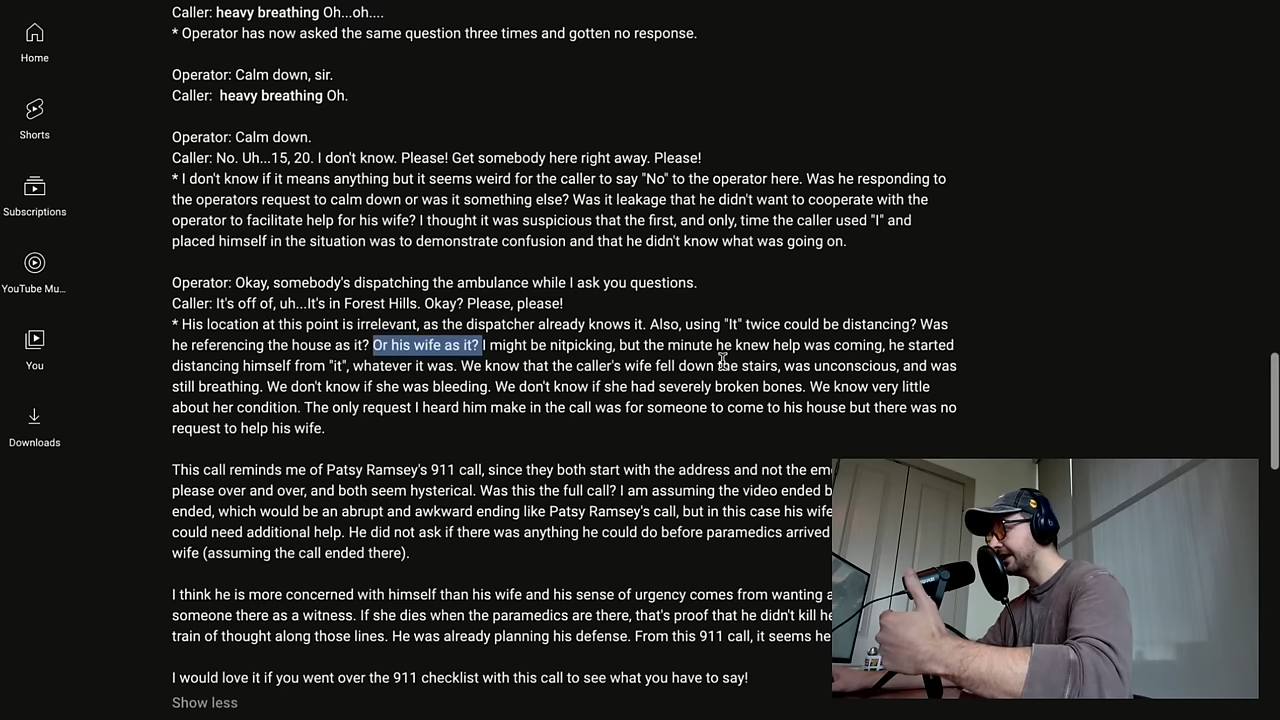 Home
Shorts
Subscriptions
YouTube Mu...
You
Downloads
Caller: heavy breathing Oh...oh....
* Operator has now asked the same question three times and gotten no response.
Operator: Calm down, sir.
Caller:  heavy breathing Oh.
Operator: Calm down.
Caller: No. Uh...15, 20. I don't know. Please! Get somebody here right away. Please!
* I don't know if it means anything but it seems weird for the caller to say "No" to the operator here. Was he responding to
the operators request to calm down or was it something else? Was it leakage that he didn't want to cooperate with the
operator to facilitate help for his wife? I thought it was suspicious that the first, and only, time the caller used "I" and
placed himself in the situation was to demonstrate confusion and that he didn't know what was going on.
Operator: Okay, somebody's dispatching the ambulance while I ask you questions.
Caller: It's off of, uh...It's in Forest Hills. Okay? Please, please!
* His location at this point is irrelevant, as the dispatcher already knows it. Also, using "It" twice could be distancing? Was
he referencing the house as it? Or his wife as it? I might be nitpicking, but the minute he knew help was coming, he started
distancing himself from "it", whatever it was. We know that the caller's wife fell down the stairs, was unconscious, and was
still breathing. We don't know if she was bleeding. We don't know if she had severely broken bones. We know very little
about her condition. The only request I heard him make in the call was for someone to come to his house but there was no
request to help his wife.
This call reminds me of Patsy Ramsey's 911 call, since they both start with the address and not the
please over and over, and both seem hysterical. Was this the full call? I am assuming the video ended
ended, which would be an abrupt and awkward ending like Patsy Ramsey's call, but in this case his wife
could need additional help. He did not ask if there was anything he could do before paramedics arrived
wife (assuming the call ended there).
I think he is more concerned with himself than his wife and his sense of urgency comes from wanting
someone there as a witness. If she dies when the paramedics are there, that's proof that he didn't kill
train of thought along those lines. He was already planning his defense. From this 911 call, it seems
I would love it if you went over the 911 checklist with this call to see what you have to say!
Show less